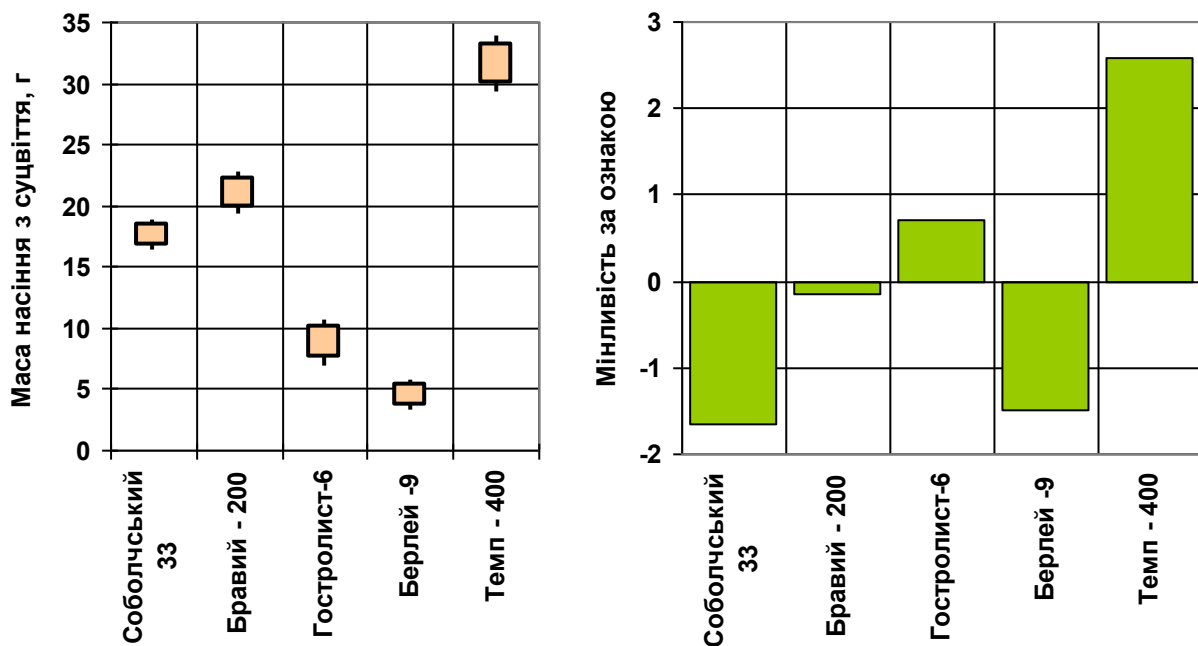 Маса насіння з суцвіття, г
35
30
25
20
15
10
5
0
Соболчський
33
Бравий - 200
Гостролист-6
Берлей -9
Темп - 400
Мінливість за ознакою
3
2
1
0
-1
-2
Соболчський
33
Бравий - 200
Гостролист-6
Берлей -9
Темп - 400